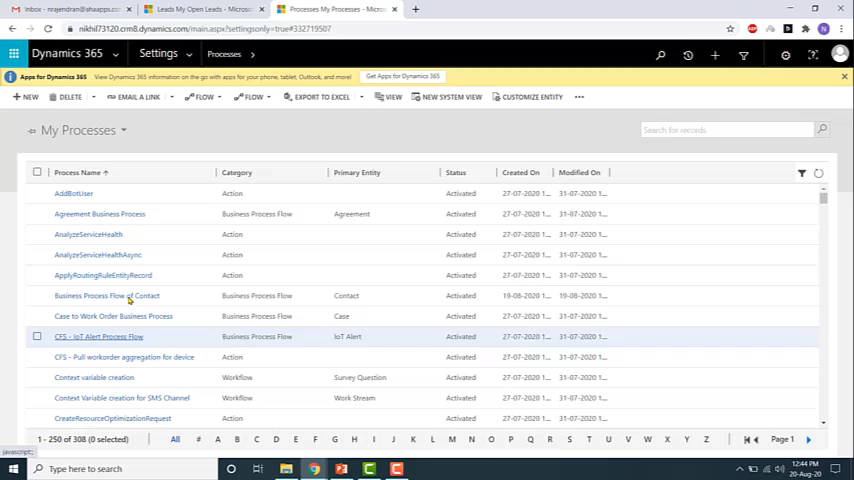 Inbox - nrajendran@ahaapps.co
Leads My Open Leads - Microsoft
Processes My Processes - Micros
nikhil73120.crm8.dynamics.com/main.aspx?settingsonly=true#332719507
Dynamics 365 Settings Processes
Apps for Dynamics 365 View Dynamics 365 information on the go with apps for your phone, tablet, Outlook, and more! Get Apps for Dynamics 365
NEW DELETE EMAIL A LINK FLOW FLOW EXPORT TO EXCEL VIEW NEW SYSTEM VIEW CUSTOMIZE ENTITY
My Processes
Search for records
Process Name Category Primary Entity Status Created On Modified On
AddBotUser Action Activated 27-07-2020 1... 31-07-2020 1...
Agreement Business Process Business Process Flow Agreement Activated 27-07-2020 1... 31-07-2020 1...
AnalyzeServiceHealth Action Activated 27-07-2020 1... 31-07-2020 1...
AnalyzeServiceHealthAsync Action Activated 27-07-2020 1... 31-07-2020 1...
ApplyRoutingRuleEntityRecord Action Activated 27-07-2020 1... 31-07-2020 1...
Business Process Flow of Contact Business Process Flow Contact Activated 19-08-2020 1... 19-08-2020 1...
Case to Work Order Business Process Business Process Flow Case Activated 27-07-2020 1... 31-07-2020 1...
CFS - IoT Alert Process Flow Business Process Flow IoT Alert Activated 27-07-2020 1... 31-07-2020 1...
CFS - Pull workorder aggregation for device Action Activated 27-07-2020 1... 31-07-2020 1...
Context variable creation Workflow Survey Question Activated 27-07-2020 1... 31-07-2020 1...
Context Variable creation for SMS Channel Workflow Work Stream Activated 27-07-2020 1... 31-07-2020 1...
CreateResourceOptimizationRequest Action Activated 27-07-2020 1... 31-07-2020 1...
1 - 250 of 308 (0 selected) All # A B C D E F G H I J K L M N O P Q R S T U V W X Y Z Page 1
javascript:;
Type here to search
12:44 PM
20-Aug-20